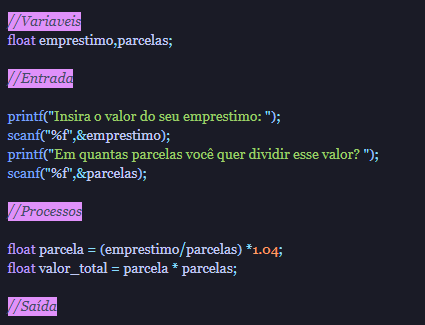 //Variaveis
float emprestimo,parcelas;
//Entrada
printf("Insira o valor do seu emprestimo: ");
scanf("%f",&emprestimo);
printf("Em quantas parcelas você quer dividir esse valor? ");
scanf("%f",&parcelas);
//Processos
float parcela = (emprestimo/parcelas) *1.04;
float valor_total = parcela * parcelas;
//Saída